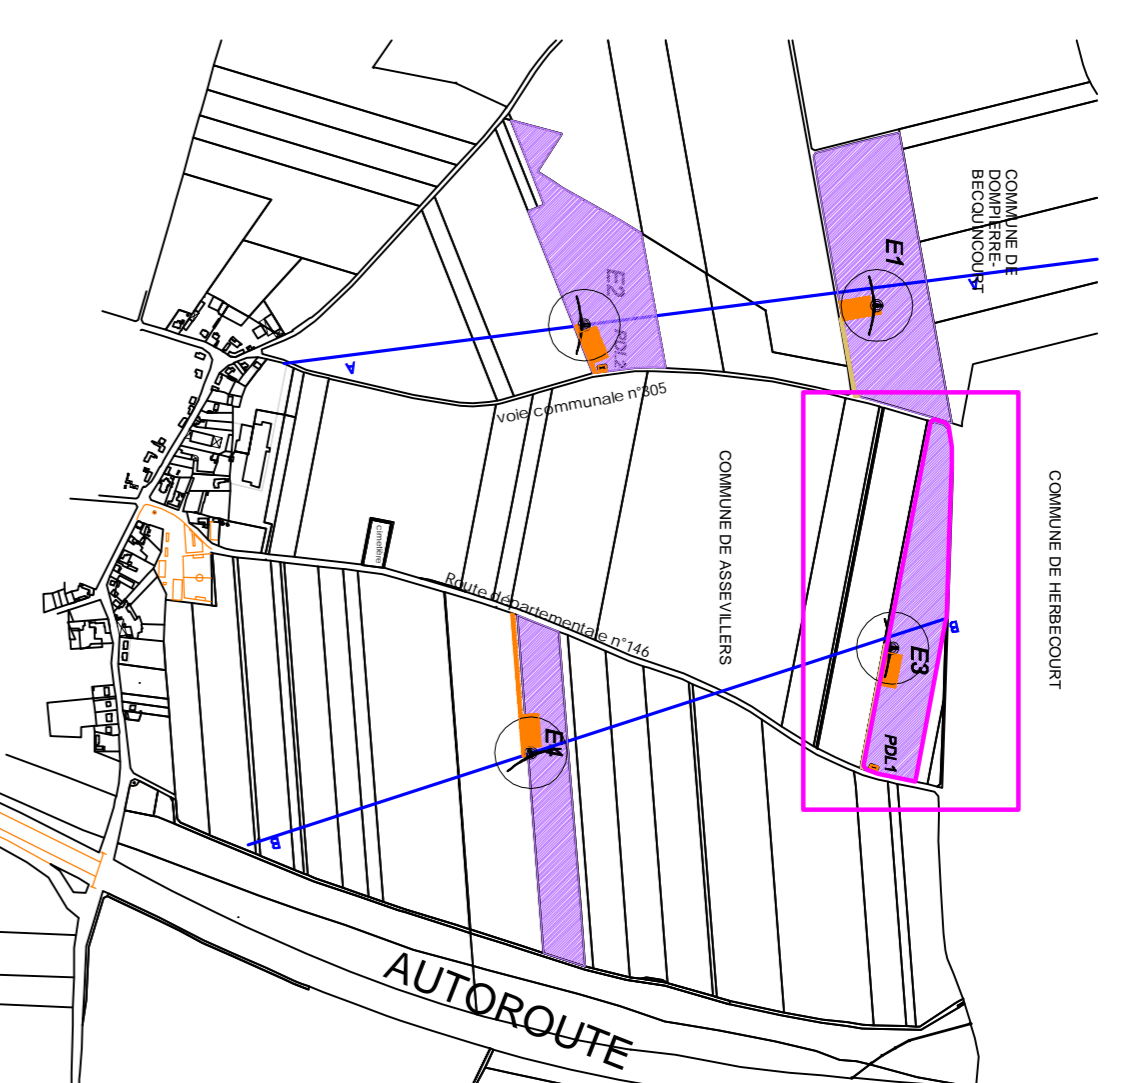 COMMUNE DE
DOMPIERRE-
BECQUINCOURT
E1
A
E2
PDL2
A
voie communale n°305
COMMUNE DE ASSEVILLERS
COMMUNE DE HERBECOURT
cimetière
Route départementale n°146
B
E3
PDL1
E4
B
AUTOROUTE